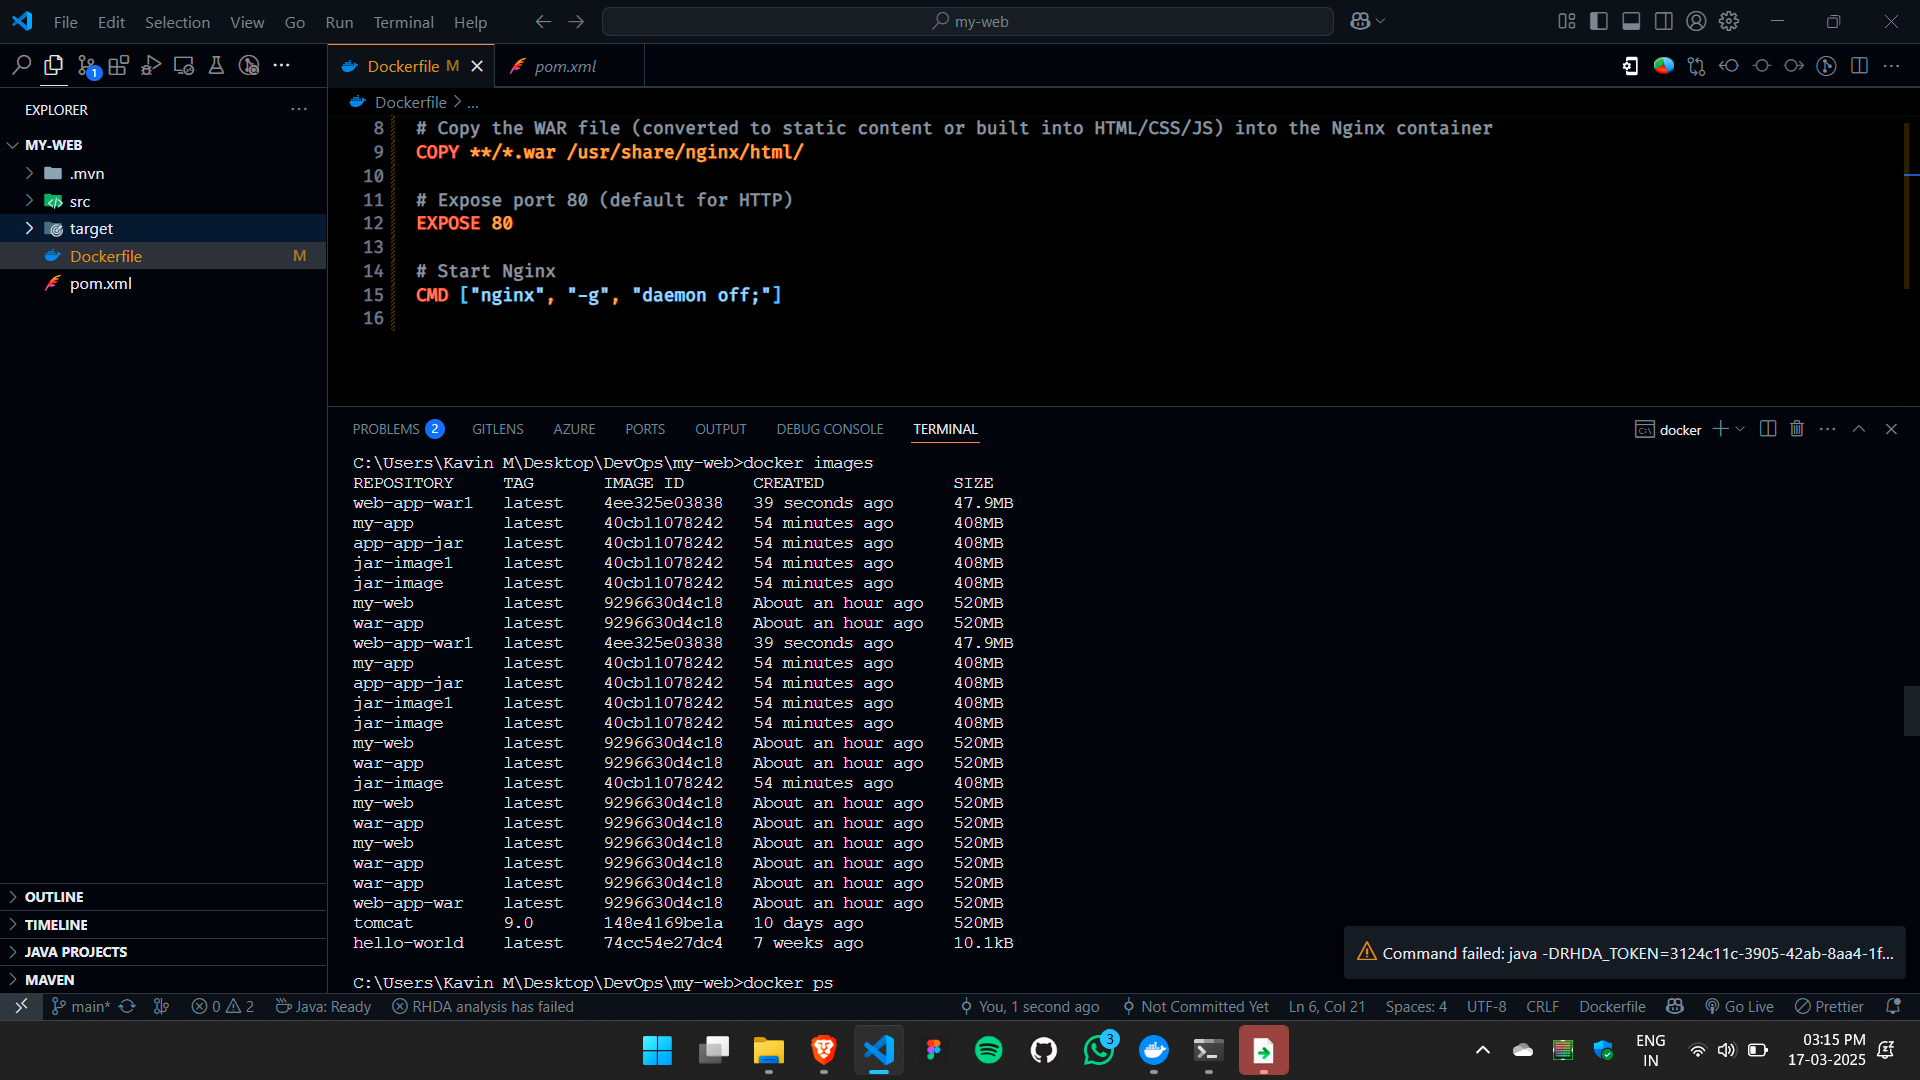 File Edit Selection View Go Run Terminal Help
my-web
1
Dockerfile M
pom.xml
EXPLORER
MY-WEB
.mvn
src
target
Dockerfile M
pom.xml
OUTLINE
TIMELINE
JAVA PROJECTS
MAVEN
Dockerfile > ...
8 # Copy the WAR file (converted to static content or built into HTML/CSS/JS) into the Nginx container
9 COPY **/*.war /usr/share/nginx/html/
10
11 # Expose port 80 (default for HTTP)
12 EXPOSE 80
13
14 # Start Nginx
15 CMD ["nginx", "-g", "daemon off;"]
16
PROBLEMS 2 GITLENS AZURE PORTS OUTPUT DEBUG CONSOLE TERMINAL
docker
C:\Users\Kavin M\Desktop\DevOps\my-web>docker images
REPOSITORY TAG IMAGE ID CREATED SIZE
web-app-war1 latest 4ee325e03838 39 seconds ago 47.9MB
my-app latest 40cb11078242 54 minutes ago 408MB
app-app-jar latest 40cb11078242 54 minutes ago 408MB
jar-image1 latest 40cb11078242 54 minutes ago 408MB
jar-image latest 40cb11078242 54 minutes ago 408MB
my-web latest 9296630d4c18 About an hour ago 520MB
war-app latest 9296630d4c18 About an hour ago 520MB
web-app-war1 latest 4ee325e03838 39 seconds ago 47.9MB
my-app latest 40cb11078242 54 minutes ago 408MB
app-app-jar latest 40cb11078242 54 minutes ago 408MB
jar-image1 latest 40cb11078242 54 minutes ago 408MB
jar-image latest 40cb11078242 54 minutes ago 408MB
my-web latest 9296630d4c18 About an hour ago 520MB
war-app latest 9296630d4c18 About an hour ago 520MB
jar-image latest 40cb11078242 54 minutes ago 408MB
my-web latest 9296630d4c18 About an hour ago 520MB
war-app latest 9296630d4c18 About an hour ago 520MB
my-web latest 9296630d4c18 About an hour ago 520MB
war-app latest 9296630d4c18 About an hour ago 520MB
war-app latest 9296630d4c18 About an hour ago 520MB
web-app-war latest 9296630d4c18 About an hour ago 520MB
tomcat 9.0 148e4169be1a 10 days ago 520MB
hello-world latest 74cc54e27dc4 7 weeks ago 10.1kB
C:\Users\Kavin M\Desktop\DevOps\my-web>docker ps
Command failed: java -DRHDA_TOKEN=3124c11c-3905-42ab-8aa4-1f...
main* 0 2 Java: Ready RHDA analysis has failed You, 1 second ago Not Committed Yet Ln 6, Col 21 Spaces: 4 UTF-8 CRLF Dockerfile Go Live Prettier
3
ENG
IN
03:15 PM
17-03-2025